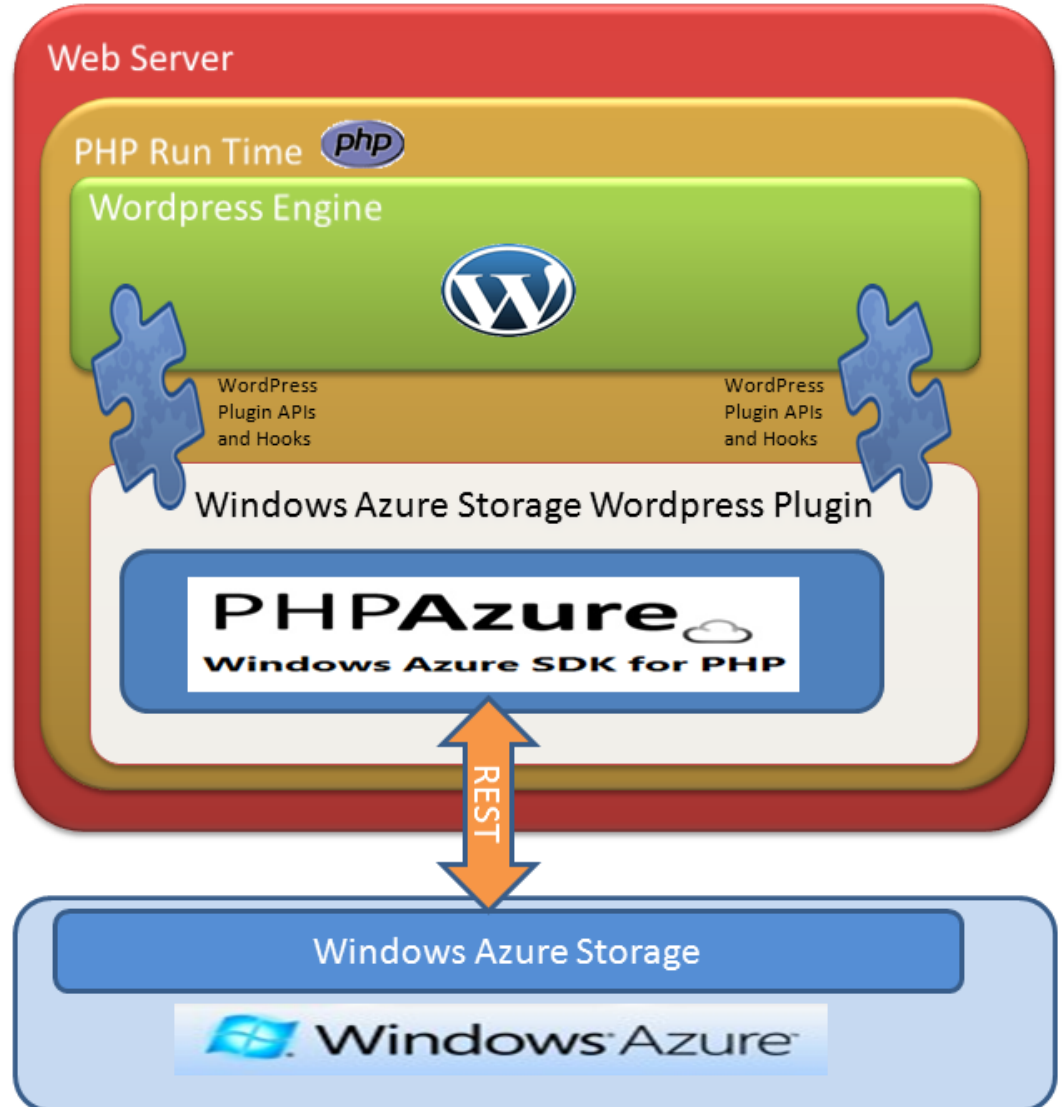 Web Server
PHP Run Time php
Wordpress Engine
W
WordPress
Plugin APIs
and Hooks
WordPress
Plugin APIs
and Hooks
Windows Azure Storage Wordpress Plugin
PHPAzure
Windows Azure SDK for PHP
REST
Windows Azure Storage
Windows Azure™